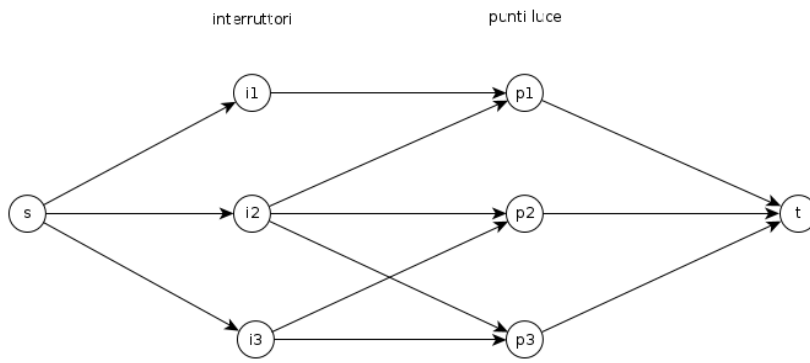 interruttori
punti luce
i1
p1
s
i2
p2
t
i3
p3